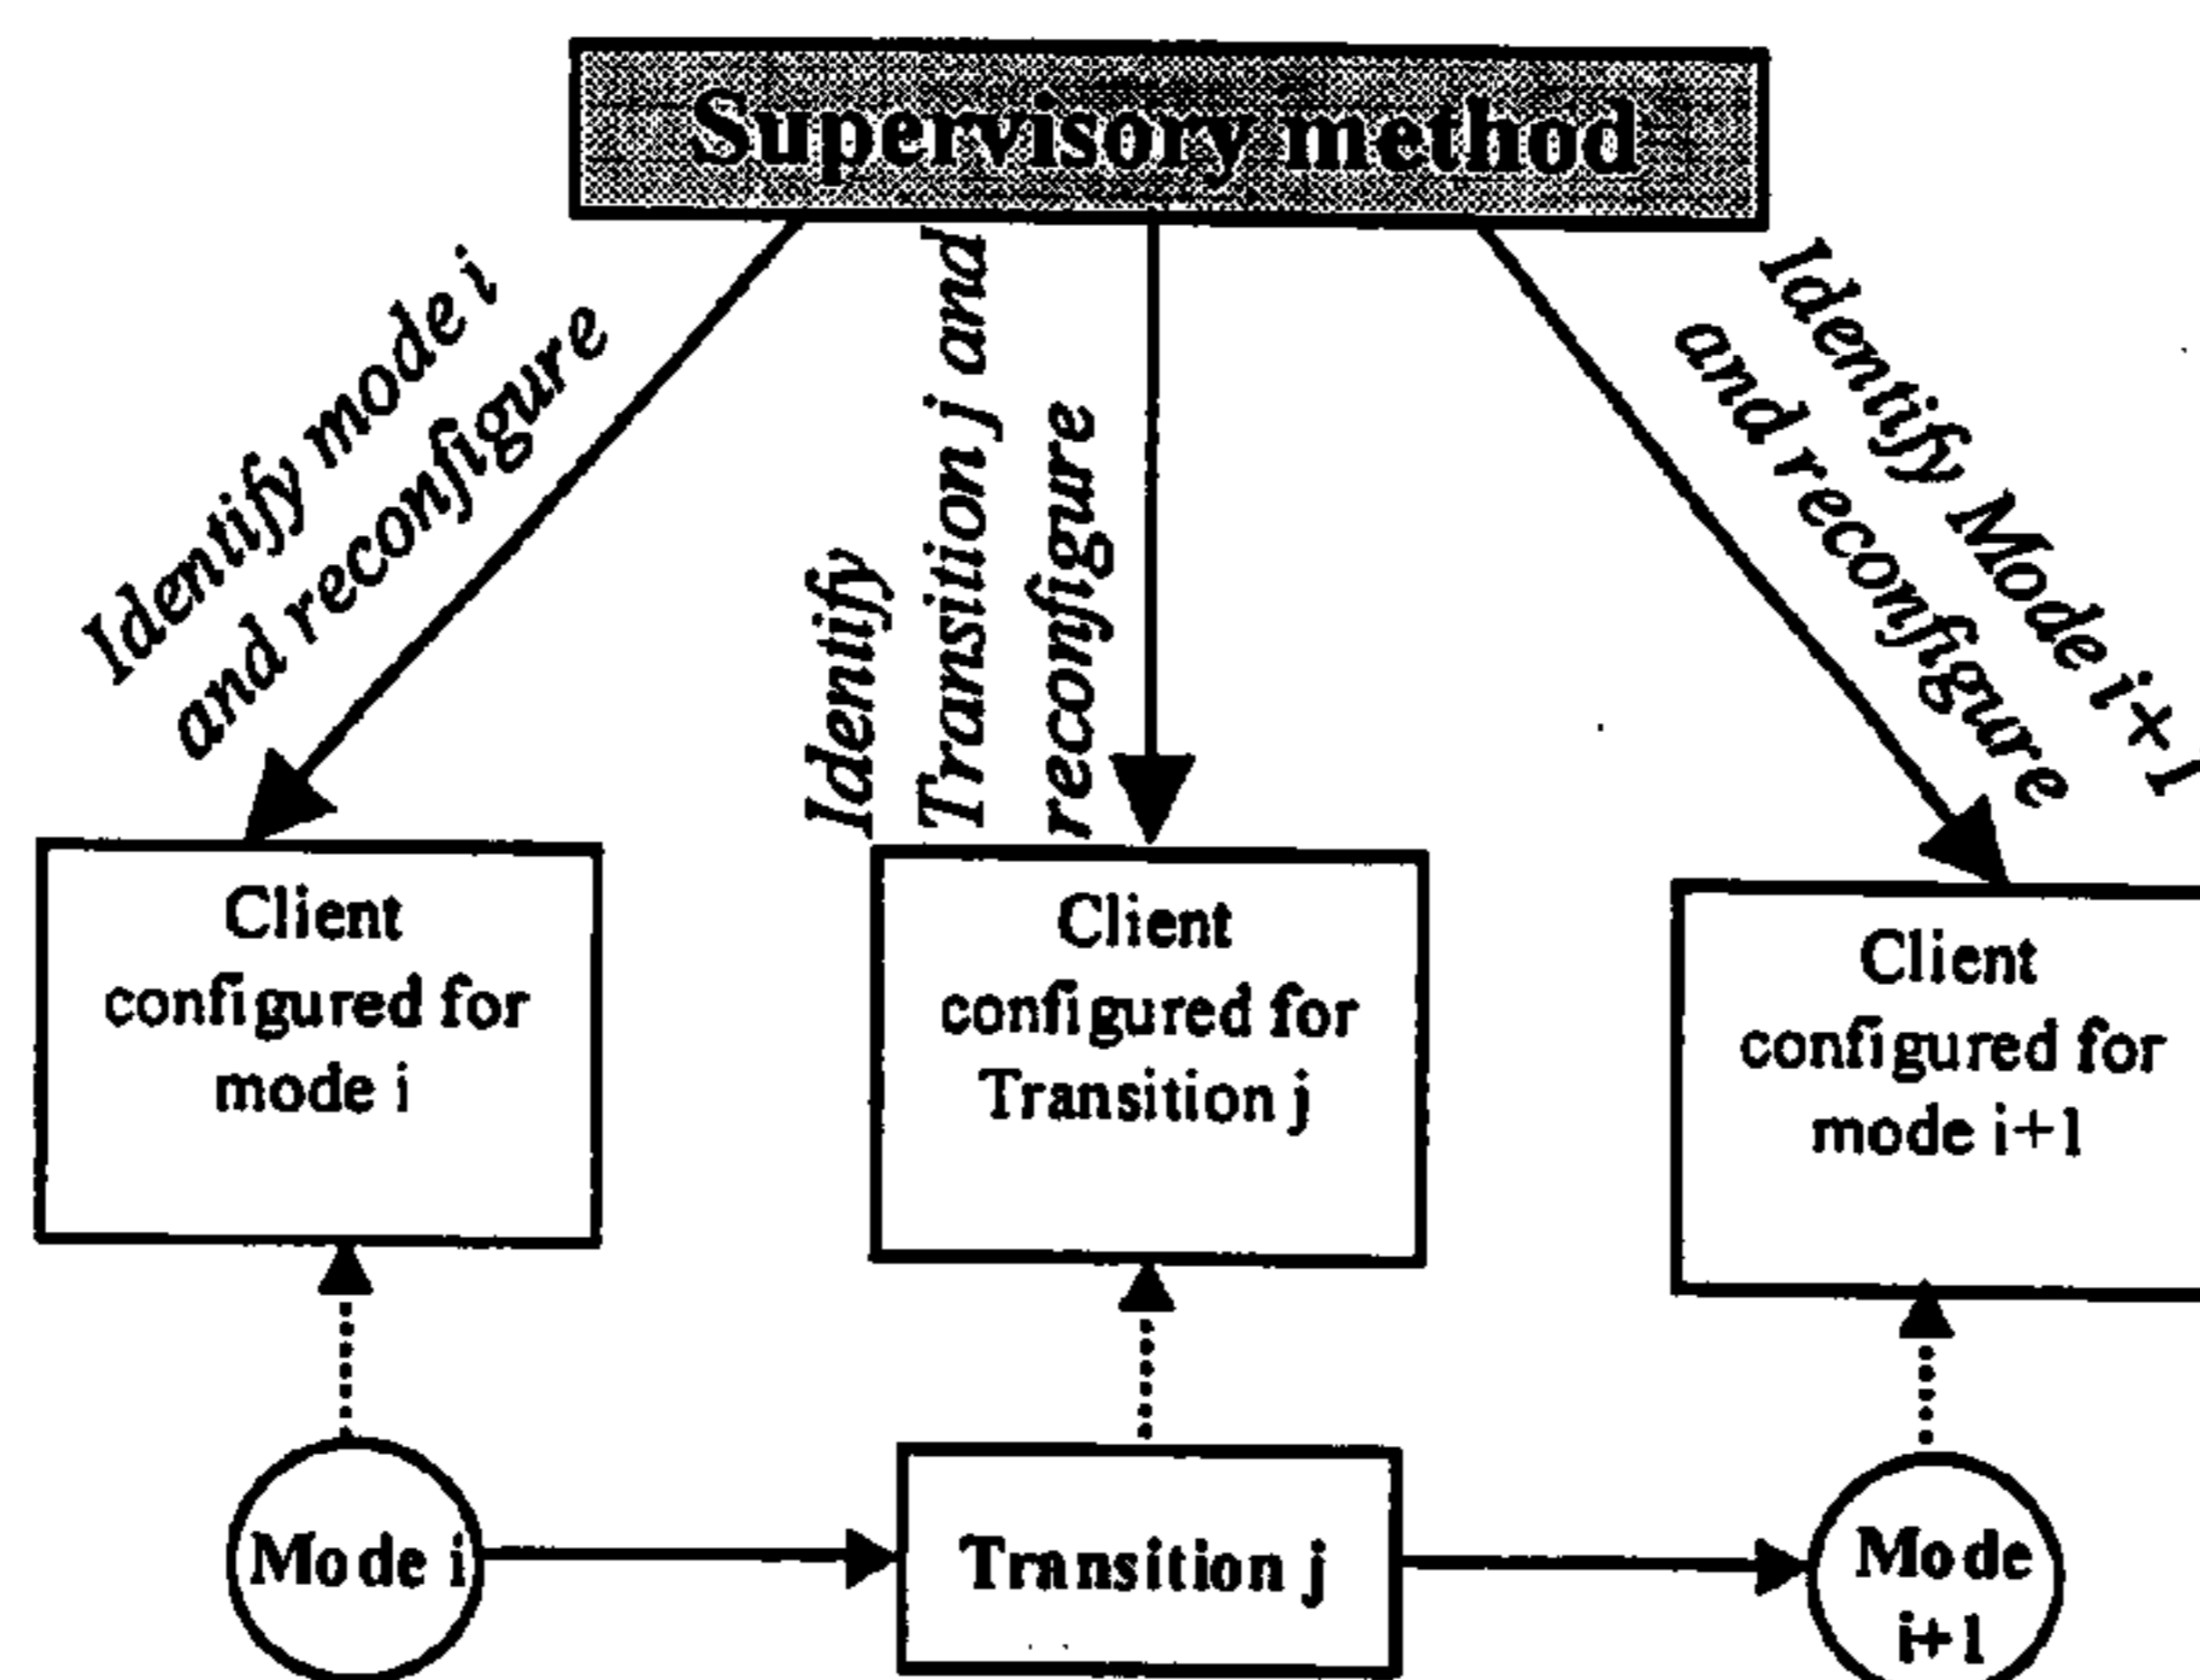 Supervisory method
Identify mode i
and reconfigure
Identify
Transition j and
reconfigure
Identify Mode i+1
and reconfigure
Client
configured for
mode i
Client
configured for
Transition j
Client
configured for
mode i+1
Mode i
Transition j
Mode
i+1